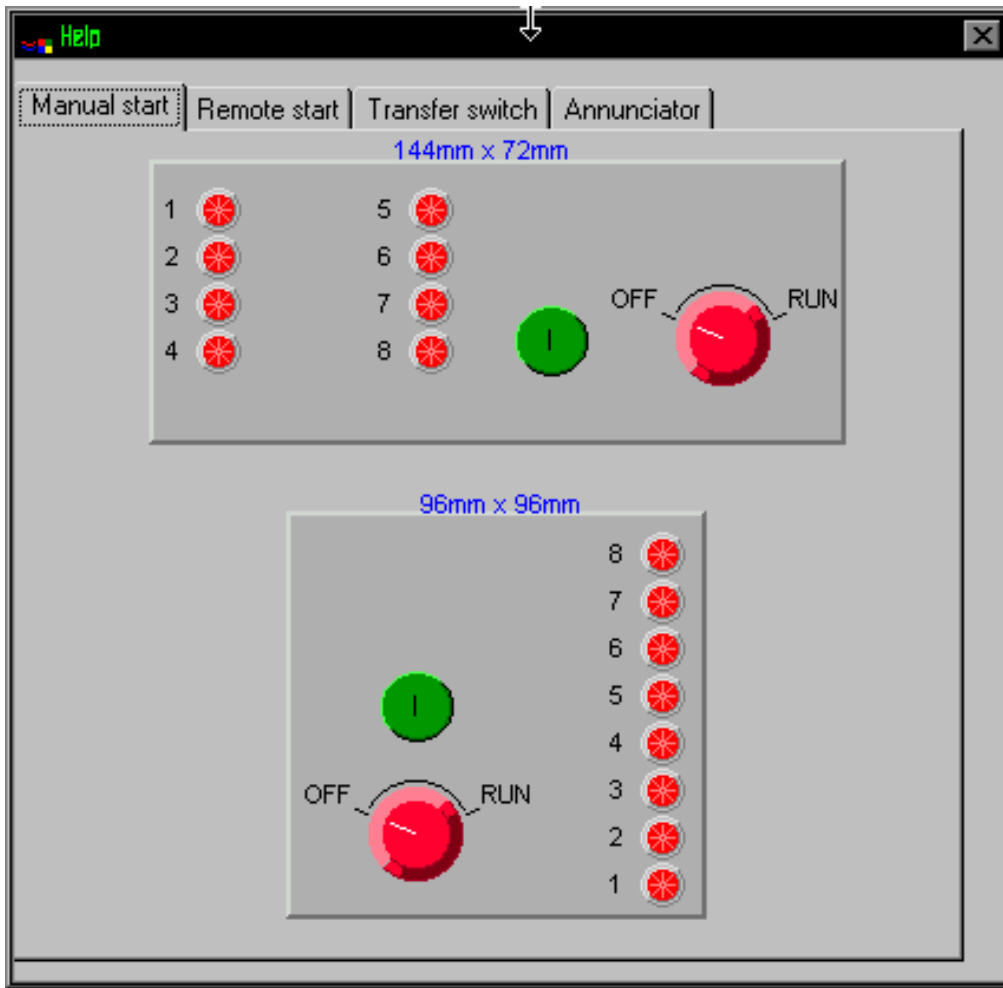 Help
Manual start Remote start Transfer switch Annunciator
144mm x 72mm
1 5
2 6
3 7
4 8
I
OFF RUN
96mm x 96mm
8
7
6
5
4
3
2
1
I
OFF RUN